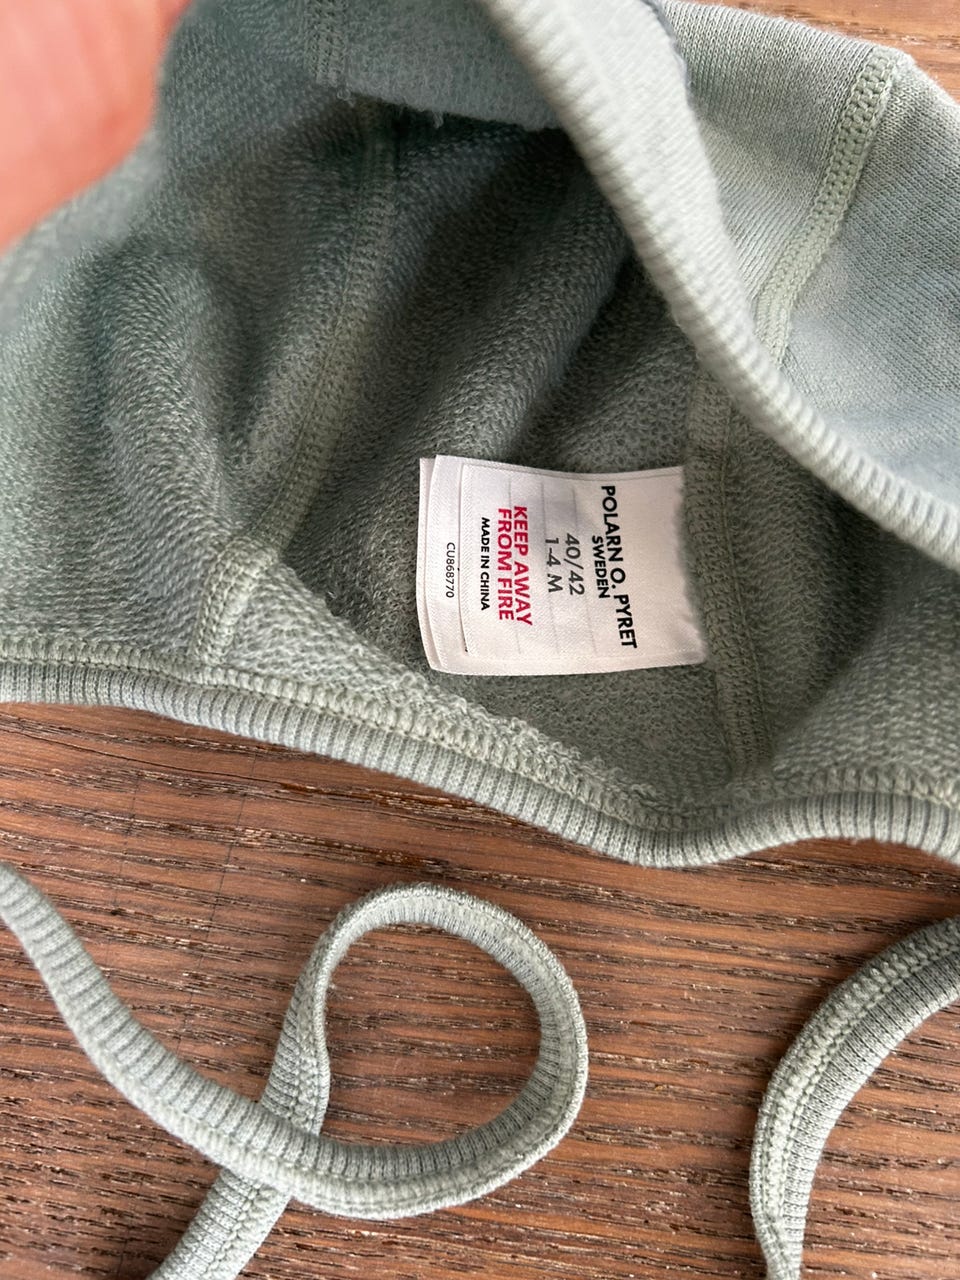 POLARN O. PYRET
SWEDEN
40/42
1-4 M
KEEP AWAY
FROM FIRE
MADE IN CHINA
CU868770